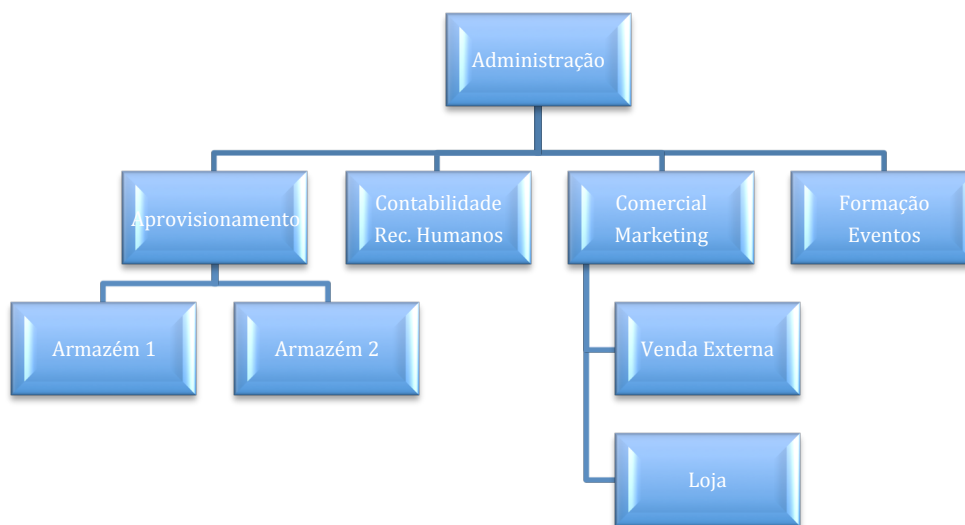 Administração
Aprovisionamento
Contabilidade
Rec. Humanos
Comercial
Marketing
Formação
Eventos
Armazém 1
Armazém 2
Venda Externa
Loja